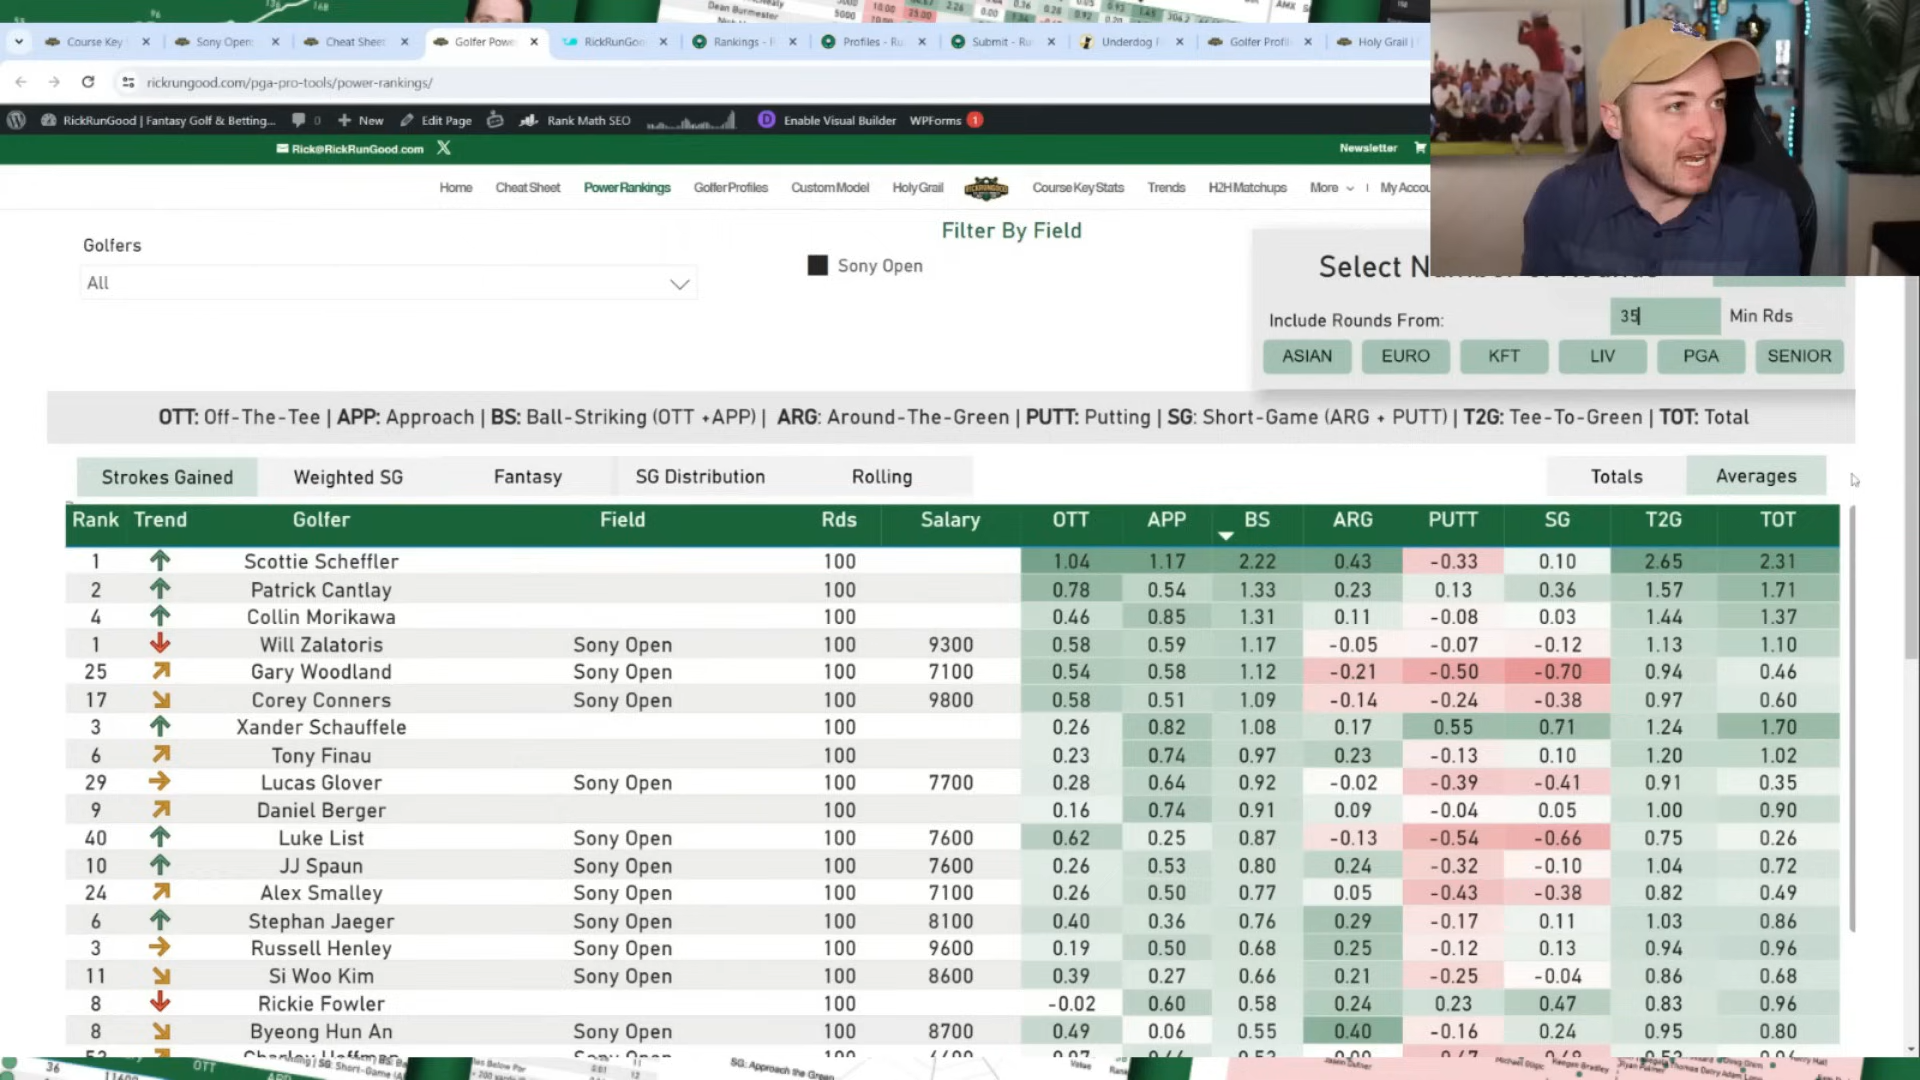 Dean Burmester
Course Key
Sony Open:
Cheat Sheet
Golfer Pow
RickRunGoo
Rankings - R
Profiles - Ru
Submit - Ru
Underdog
Golfer Profil
Holy Grail |
rickrungood.com/pga-pro-tools/power-rankings/
RickRunGood | Fantasy Golf & Betting... 0 New Edit Page Rank Math SEO Enable Visual Builder WPForms 1
Rick@RickRunGood.com Newsletter
Home Cheat Sheet Power Rankings Golfer Profiles Custom Model Holy Grail RICKRUNGOOD Course Key Stats Trends H2H Matchups More My Accou
Golfers
All
Filter By Field
Sony Open
Include Rounds From: 35 Min Rds
ASIAN EURO KFT LIV PGA SENIOR
OTT: Off-The-Tee | APP: Approach | BS: Ball-Striking (OTT +APP) | ARG: Around-The-Green | PUTT: Putting | SG: Short-Game (ARG + PUTT) | T2G: Tee-To-Green | TOT: Total
Strokes Gained Weighted SG Fantasy SG Distribution Rolling Totals Averages
Rank Trend Golfer Field Rds Salary OTT APP BS ARG PUTT SG T2G TOT
1 Scottie Scheffler 100 1.04 1.17 2.22 0.43 -0.33 0.10 2.65 2.31
2 Patrick Cantlay 100 0.78 0.54 1.33 0.23 0.13 0.36 1.57 1.71
4 Collin Morikawa 100 0.46 0.85 1.31 0.11 -0.08 0.03 1.44 1.37
1 Will Zalatoris Sony Open 100 9300 0.58 0.59 1.17 -0.05 -0.07 -0.12 1.13 1.10
25 Gary Woodland Sony Open 100 7100 0.54 0.58 1.12 -0.21 -0.50 -0.70 0.94 0.46
17 Corey Conners Sony Open 100 9800 0.58 0.51 1.09 -0.14 -0.24 -0.38 0.97 0.60
3 Xander Schauffele 100 0.26 0.82 1.08 0.17 0.55 0.71 1.24 1.70
6 Tony Finau 100 0.23 0.74 0.97 0.23 -0.13 0.10 1.20 1.02
29 Lucas Glover Sony Open 100 7700 0.28 0.64 0.92 -0.02 -0.39 -0.41 0.91 0.35
9 Daniel Berger 100 0.16 0.74 0.91 0.09 -0.04 0.05 1.00 0.90
40 Luke List Sony Open 100 7600 0.62 0.25 0.87 -0.13 -0.54 -0.66 0.75 0.26
10 JJ Spaun Sony Open 100 7600 0.26 0.53 0.80 0.24 -0.32 -0.10 1.04 0.72
24 Alex Smalley Sony Open 100 7100 0.26 0.50 0.77 0.05 -0.43 -0.38 0.82 0.49
6 Stephan Jaeger Sony Open 100 8100 0.40 0.36 0.76 0.29 -0.17 0.11 1.03 0.86
3 Russell Henley Sony Open 100 9600 0.19 0.50 0.68 0.25 -0.12 0.13 0.94 0.96
11 Si Woo Kim Sony Open 100 8600 0.39 0.27 0.66 0.21 -0.25 -0.04 0.86 0.68
8 Rickie Fowler 100 -0.02 0.60 0.58 0.24 0.23 0.47 0.83 0.96
8 Byeong Hun An Sony Open 100 8700 0.49 0.06 0.55 0.40 -0.16 0.24 0.95 0.80
Charley Hoffman Sony Open
36 OTT SG: Approach the Green